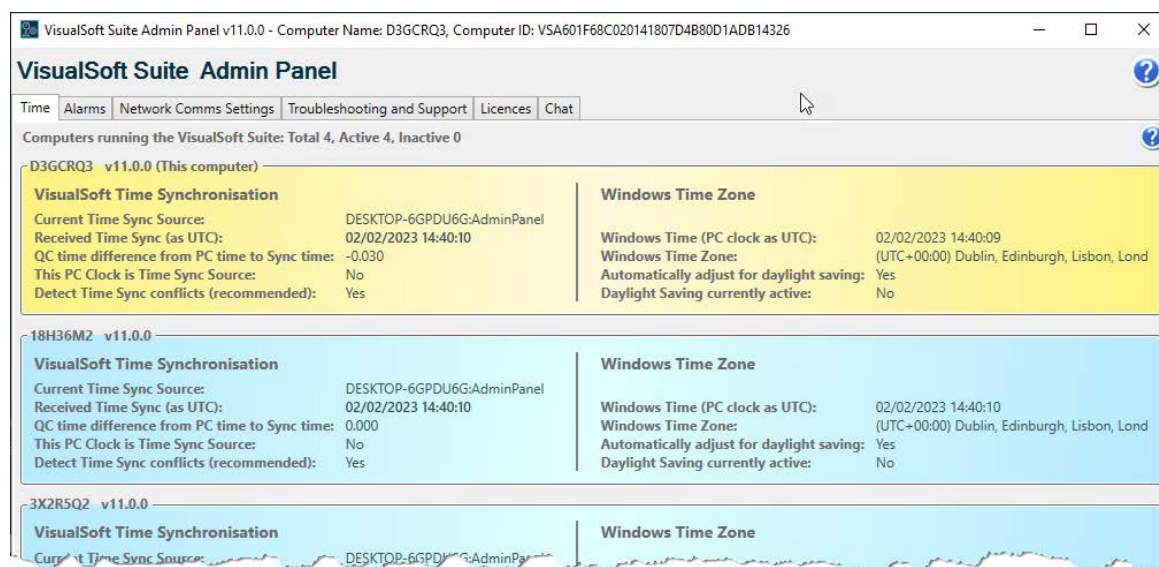 VisualSoft Suite Admin Panel v11.0.0 - Computer Name: D3GCRQ3, Computer ID: VSA601F68C020141807D4B80D1ADB14326
VisualSoft Suite Admin Panel
Time Alarms Network Comms Settings Troubleshooting and Support Licences Chat
Computers running the VisualSoft Suite: Total 4, Active 4, Inactive 0
D3GCRQ3 v11.0.0 (This computer)
VisualSoft Time Synchronisation
Current Time Sync Source: DESKTOP-6GPDU6G:AdminPanel
Received Time Sync (as UTC): 02/02/2023 14:40:10
QC time difference from PC time to Sync time: -0.030
This PC Clock is Time Sync Source: No
Detect Time Sync conflicts (recommended): Yes
Windows Time Zone
Windows Time (PC clock as UTC): 02/02/2023 14:40:09
Windows Time Zone: (UTC+00:00) Dublin, Edinburgh, Lisbon, Lond
Automatically adjust for daylight saving: Yes
Daylight Saving currently active: No
18H36M2 v11.0.0
VisualSoft Time Synchronisation
Current Time Sync Source: DESKTOP-6GPDU6G:AdminPanel
Received Time Sync (as UTC): 02/02/2023 14:40:10
QC time difference from PC time to Sync time: 0.000
This PC Clock is Time Sync Source: No
Detect Time Sync conflicts (recommended): Yes
Windows Time Zone
Windows Time (PC clock as UTC): 02/02/2023 14:40:10
Windows Time Zone: (UTC+00:00) Dublin, Edinburgh, Lisbon, Lond
Automatically adjust for daylight saving: Yes
Daylight Saving currently active: No
3X2R5Q2 v11.0.0
VisualSoft Time Synchronisation
Time Sync Source:
Windows Time Zone